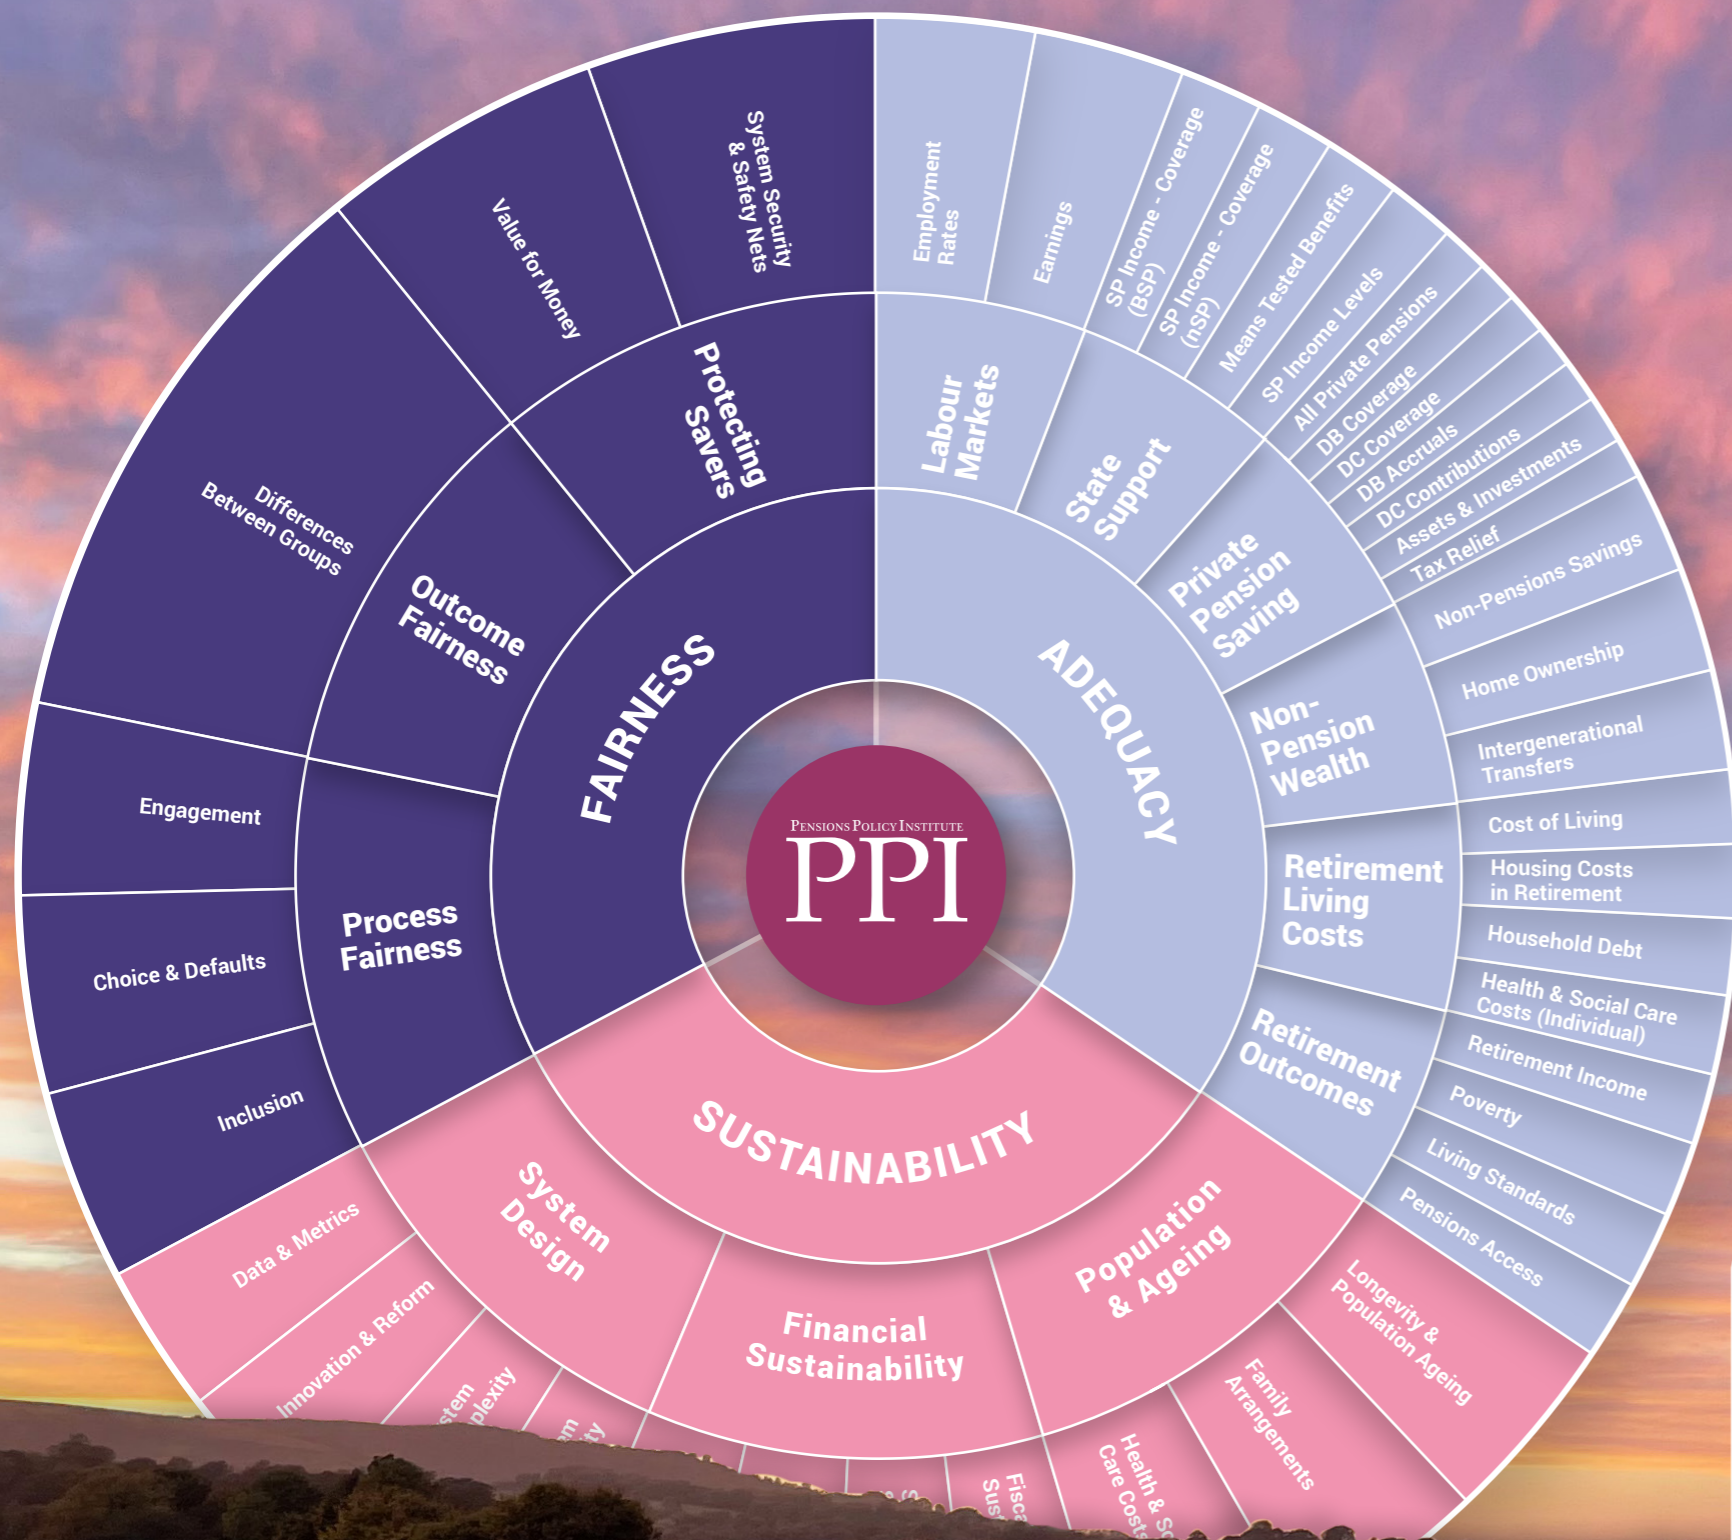 PENSIONS POLICY INSTITUTE
PPI
ADEQUACY
Labour
Markets
Employment
Rates
Earnings
State
Support
SP Income - Coverage
(BSP)
SP Income - Coverage
(nSP)
Means Tested Benefits
SP Income Levels
Private
Pension
Saving
All Private Pensions
DB Coverage
DC Coverage
DB Accruals
DC Contributions
Assets & Investments
Tax Relief
Non-
Pension
Wealth
Non-Pensions Savings
Home Ownership
Intergenerational
Transfers
Retirement
Living
Costs
Cost of Living
Housing Costs
in Retirement
Household Debt
Health & Social Care
Costs (Individual)
Retirement
Outcomes
Retirement Income
Poverty
Living Standards
Pensions Access
SUSTAINABILITY
Population
& Ageing
Longevity &
Population Ageing
Family
Arrangements
Health &
Care Costs
Financial
Sustainability
System
Design
Innovation & Reform
Data & Metrics
FAIRNESS
Process
Fairness
Inclusion
Choice & Defaults
Engagement
Outcome
Fairness
Differences
Between Groups
Protecting
Savers
Value for Money
System Security
& Safety Nets